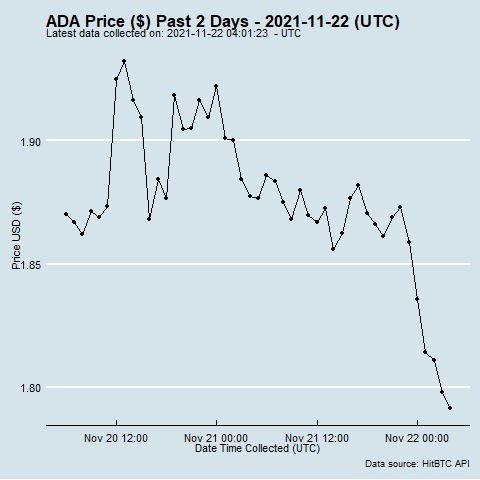 ADA Price ($) Past 2 Days - 2021-11-22 (UTC)
Latest data collected on: 2021-11-22 04:01:23 - UTC
1.90
1.85
1.80
Price USD ($)
Nov 20 12:00 Nov 21 00:00 Nov 21 12:00 Nov 22 00:00
Date Time Collected (UTC)
Data source: HitBTC API